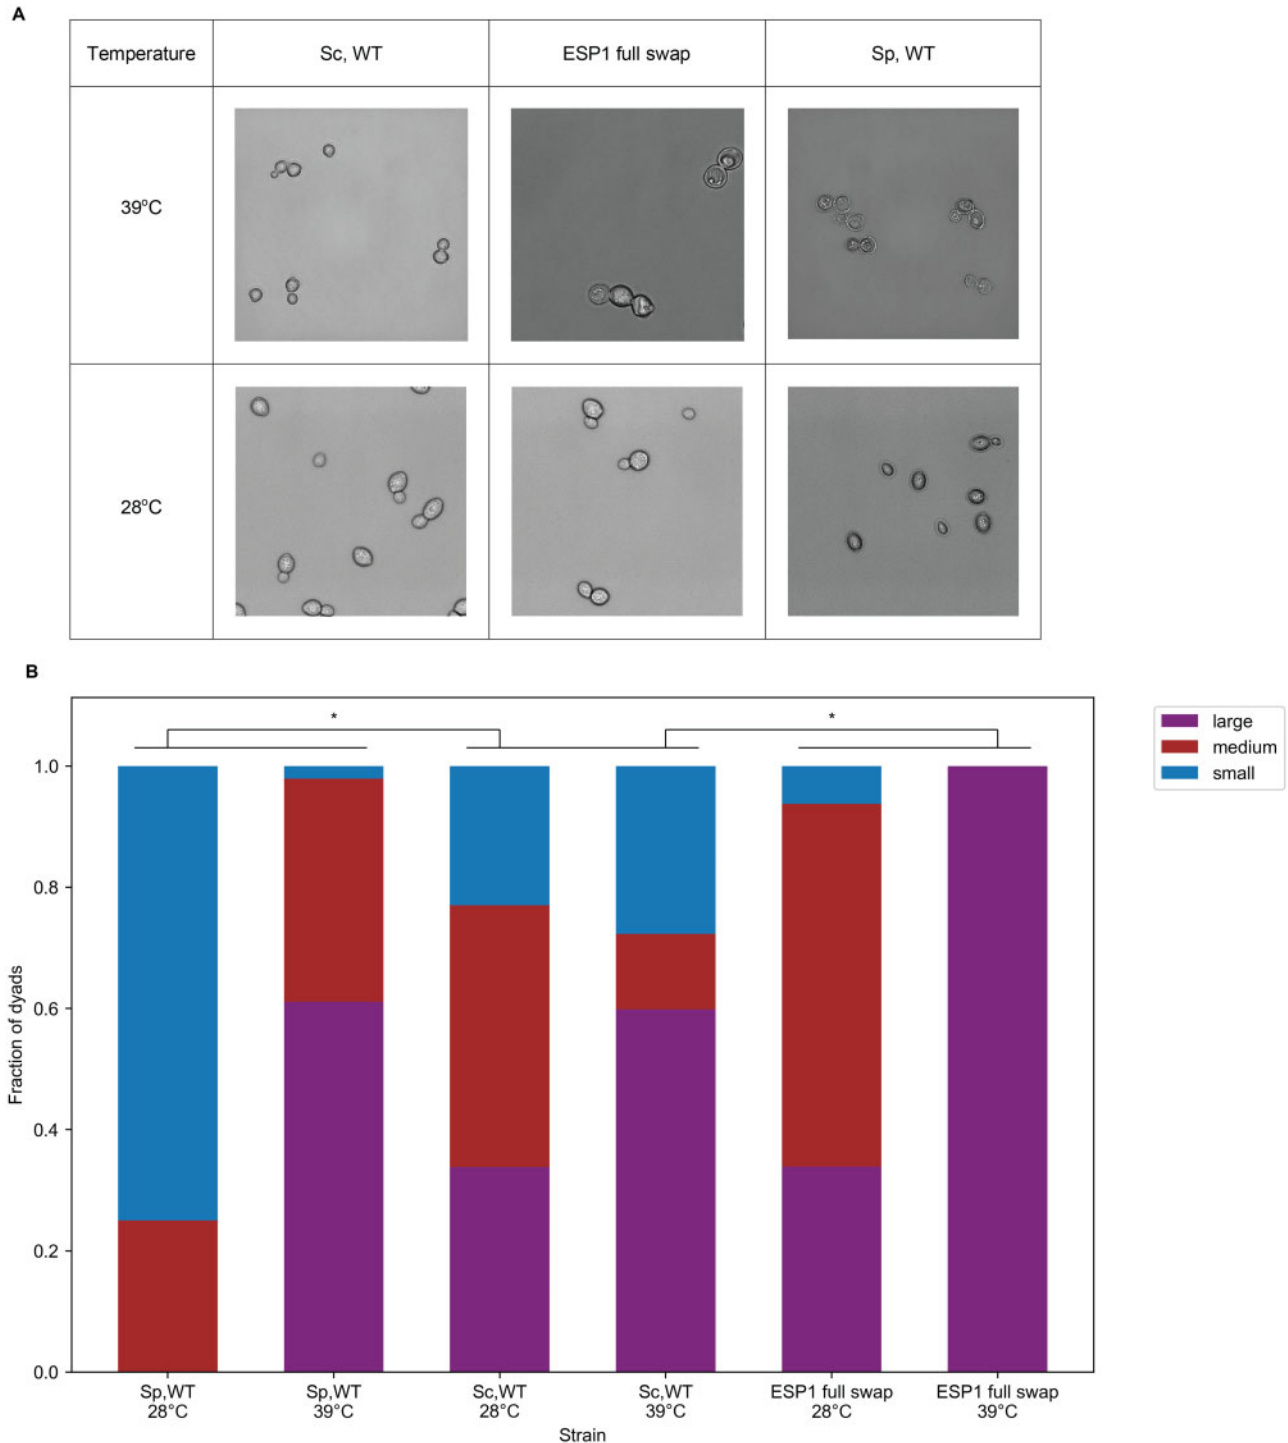 A
Temperature Sc, WT ESP1 full swap Sp, WT
39°C
28°C
B
* *
large
medium
small
1.0
0.8
0.6
0.4
0.2
0.0
Fraction of dyads
Sp,WT Sp,WT Sc,WT Sc,WT ESP1 full swap ESP1 full swap
28°C 39°C 28°C 39°C 28°C 39°C
Strain